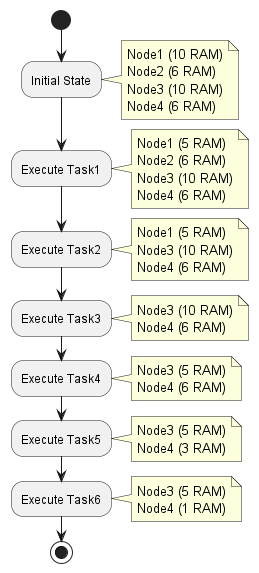 Initial State
Node1 (10 RAM)
Node2 (6 RAM)
Node3 (10 RAM)
Node4 (6 RAM)
Execute Task1
Node1 (5 RAM)
Node2 (6 RAM)
Node3 (10 RAM)
Node4 (6 RAM)
Execute Task2
Node1 (5 RAM)
Node3 (10 RAM)
Node4 (6 RAM)
Execute Task3
Node3 (10 RAM)
Node4 (6 RAM)
Execute Task4
Node3 (5 RAM)
Node4 (6 RAM)
Execute Task5
Node3 (5 RAM)
Node4 (3 RAM)
Execute Task6
Node3 (5 RAM)
Node4 (1 RAM)